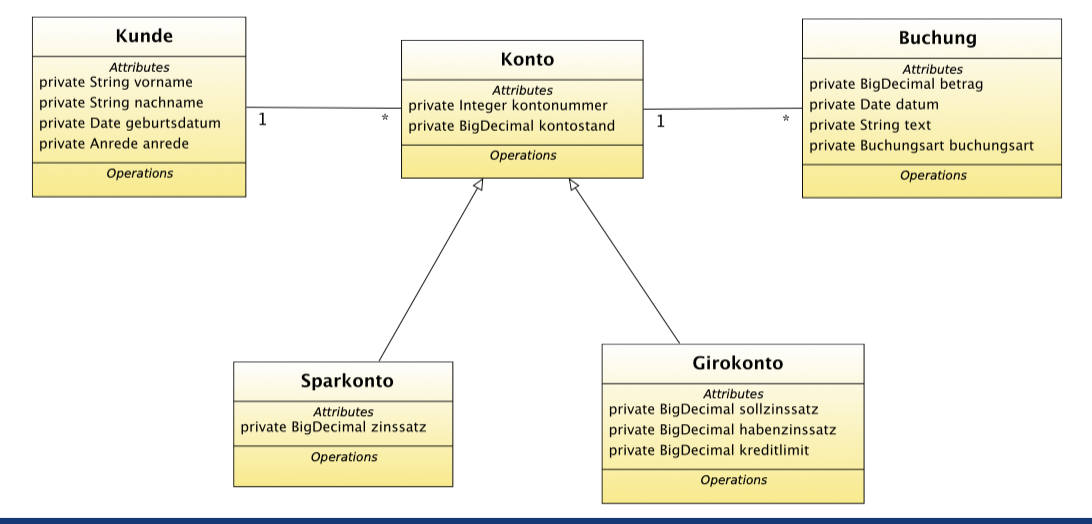 Kunde
Attributes
private String vorname
private String nachname
private Date geburtsdatum
private Anrede anrede
Operations
1
*
Konto
Attributes
private Integer kontonummer
private BigDecimal kontostand
Operations
1
*
Buchung
Attributes
private BigDecimal betrag
private Date datum
private String text
private Buchungsart buchungsart
Operations
Sparkonto
Attributes
private BigDecimal zinssatz
Operations
Girokonto
Attributes
private BigDecimal sollzinssatz
private BigDecimal habenzinssatz
private BigDecimal kreditlimit
Operations